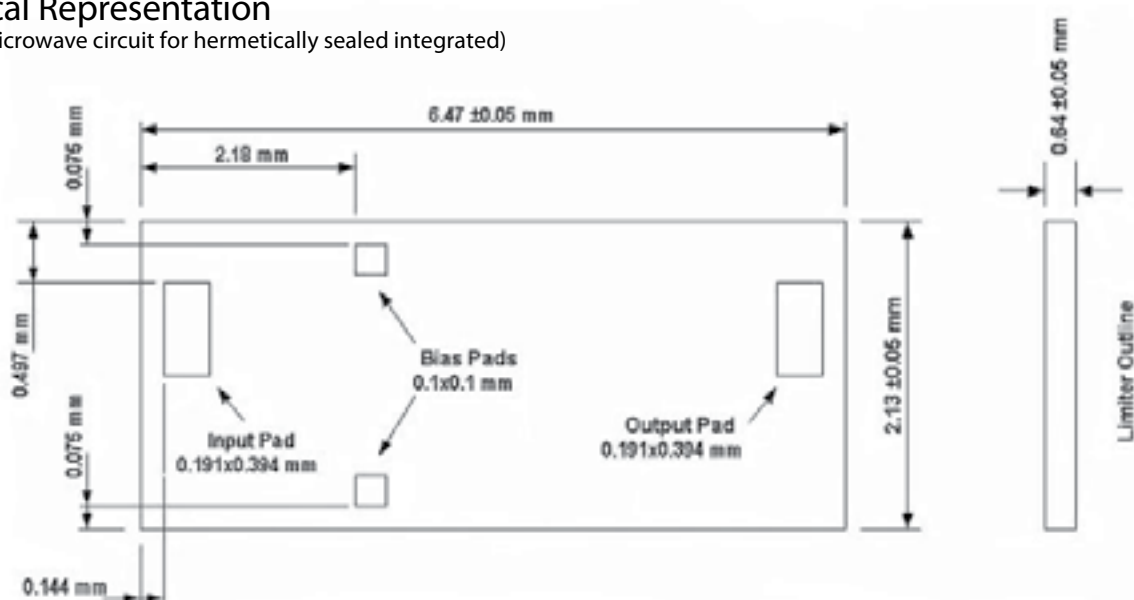 cal Representation
icrowave circuit for hermetically sealed integrated)
6.47 ±0.05 mm
2.18 mm
0.075 mm
0.64 ±0.05 mm
0.497 mm
Bias Pads
0.1x0.1 mm
2.13 ±0.05 mm
Limiter Outline
0.075 mm
Input Pad
0.191x0.394 mm
Output Pad
0.191x0.394 mm
0.144 mm